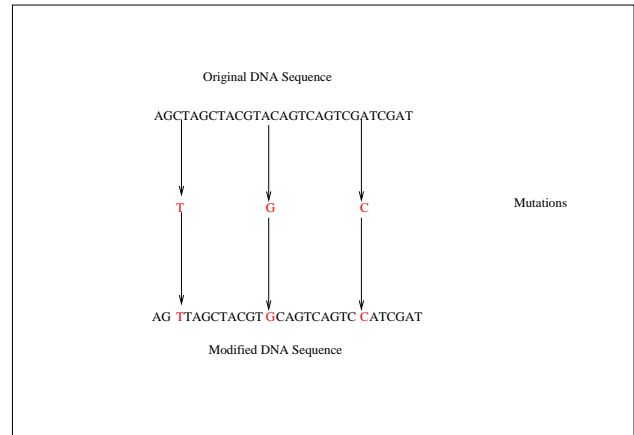 Original DNA Sequence
AGCTAGCTACGTACAGTCAGTCGATCGAT
T G C
Mutations
AG TTAGCTACGT GCAGTCAGTC CATCGAT
Modified DNA Sequence